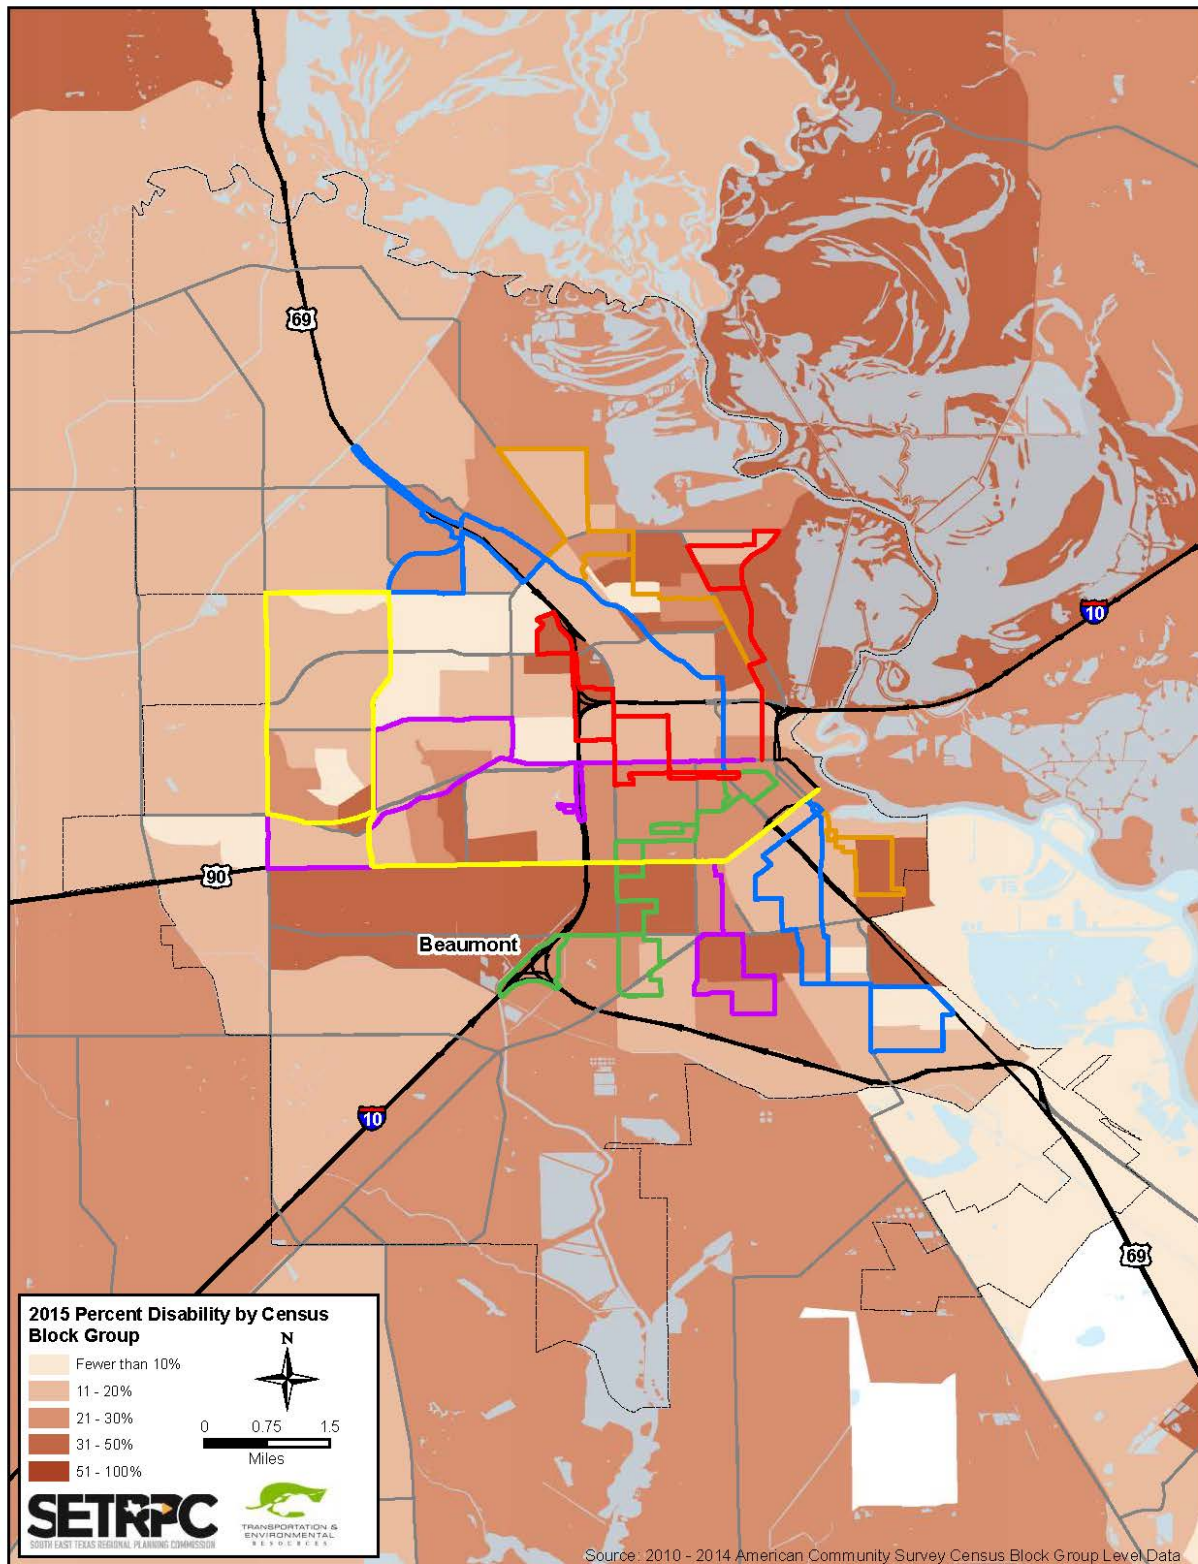 69
10
90
Beaumont
10
69
2015 Percent Disability by Census
Block Group
N
Fewer than 10%
11 - 20%
21 - 30%
31 - 50%
51 - 100%
0 0.75 1.5
Miles
SETRPC
SOUTH EAST TEXAS REGIONAL PLANNING COMMISSION
TRANSPORTATION &
ENVIRONMENTAL
RESOURCES
Source: 2010 - 2014 American Community Survey Census Block Group Level Data